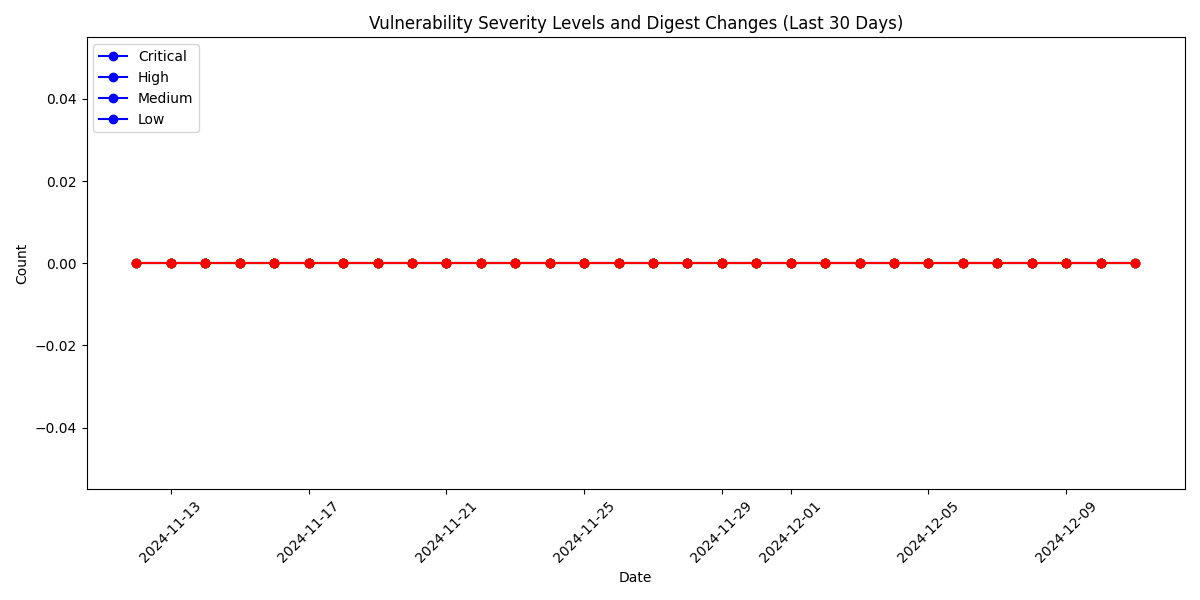 Vulnerability Severity Levels and Digest Changes (Last 30 Days)
Critical
High
Medium
Low
0.04
0.02
0.00
−0.02
−0.04
Count
2024-11-13
2024-11-17
2024-11-21
2024-11-25
2024-11-29
2024-12-01
2024-12-05
2024-12-09
Date